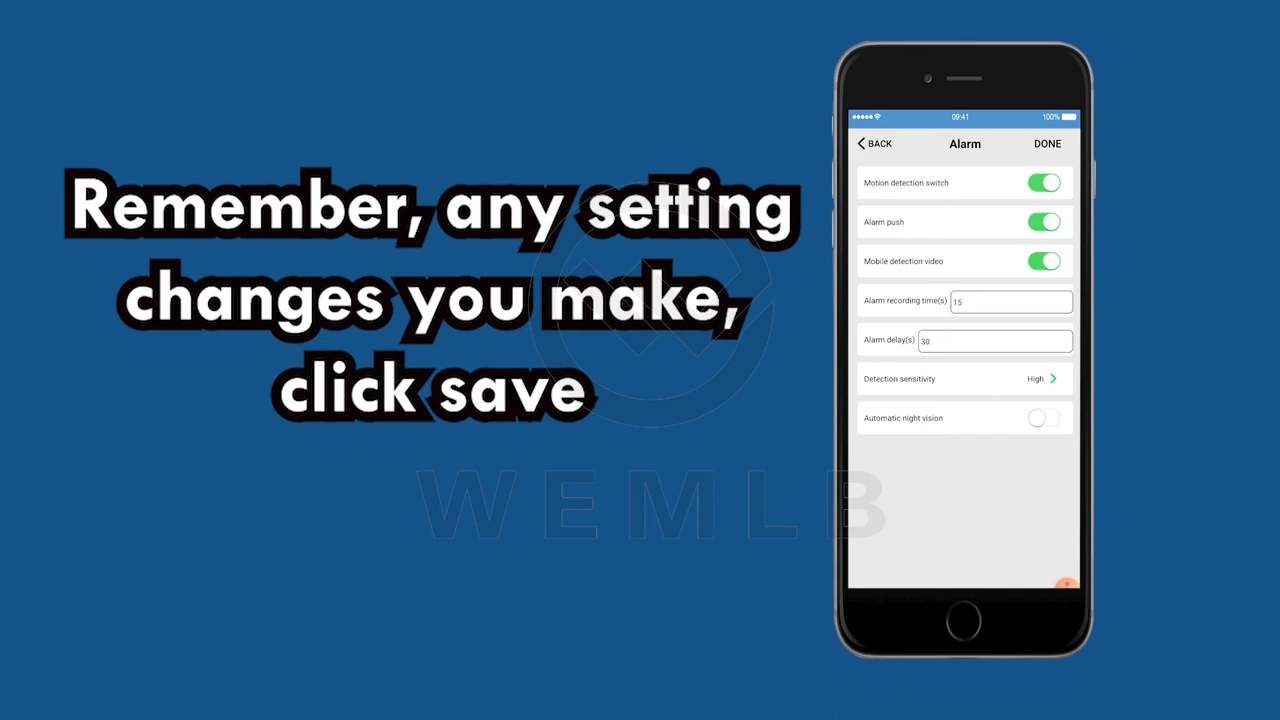 Remember, any setting
changes you make,
click save
WEMLB
09:41
100%
BACK
Alarm
DONE
Motion detection switch
Alarm push
Mobile detection video
Alarm recording time(s) 15
Alarm delay(s) 30
Detection sensitivity High
Automatic night vision